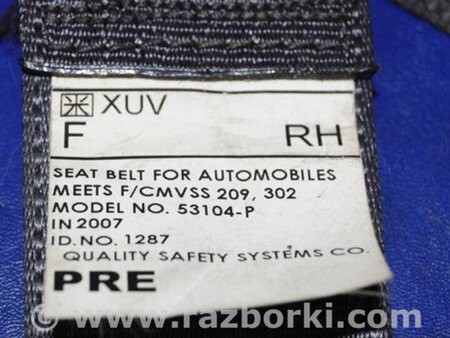 米 XUV
F RH
SEAT BELT FOR AUTOMOBILES
MEETS F/CMVSS 209, 302
MODEL NO. 53104-P
IN 2007
ID.NO. 1287
QUALITY SAFETY SYSTEMS CO.
PRE
© www.razborki.com